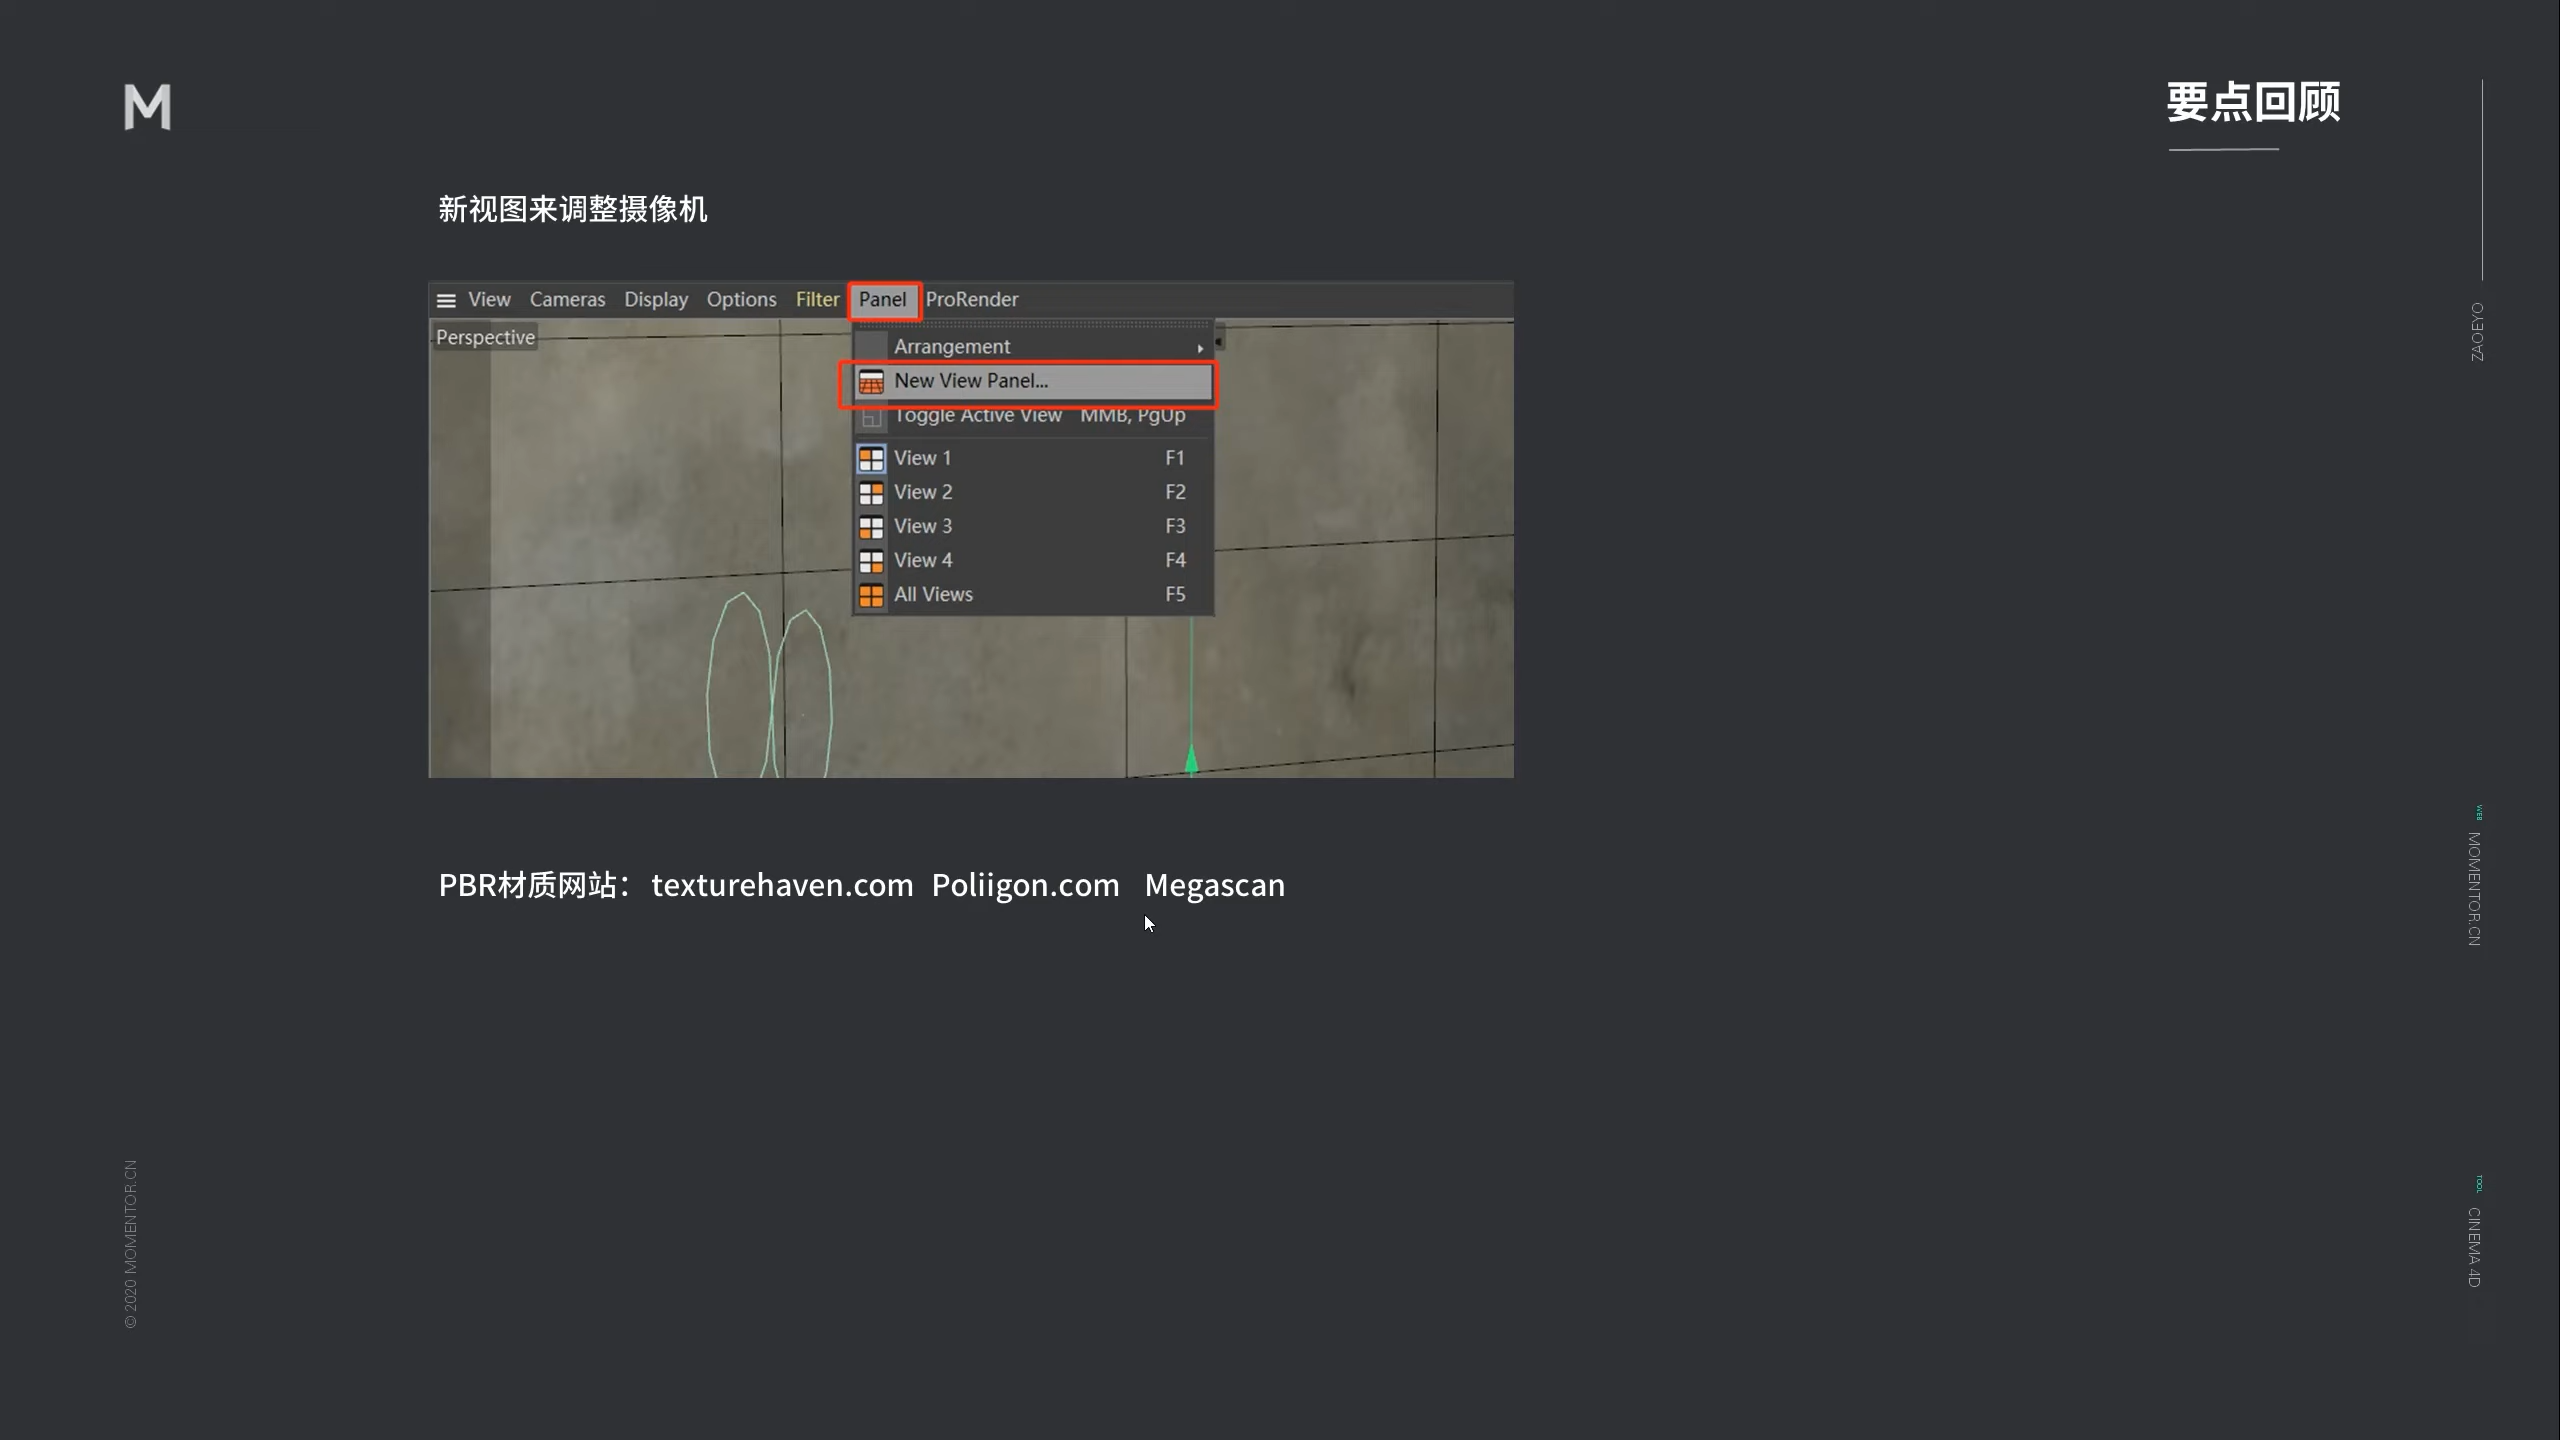 M
要点回顾
新视图来调整摄像机
View Cameras Display Options Filter Panel ProRender
Perspective
Arrangement
New View Panel...
Toggle Active View MMB, PgUp
View 1 F1
View 2 F2
View 3 F3
View 4 F4
All Views F5
PBR材质网站：texturehaven.com Poliigon.com Megascan
ZAOEYO
WEB MOMENTOR.CN
TOOL CINEMA 4D
© 2020 MOMENTOR.CN